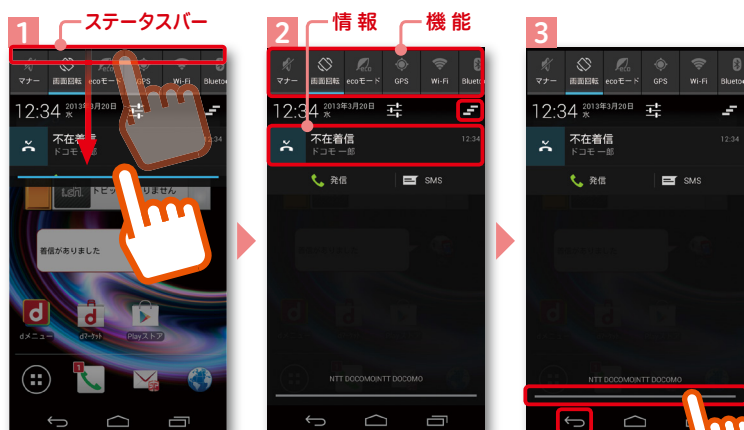 1
ステータスバー
マナー 画面回転 ecoモード GPS Wi-Fi
12:34 2013年3月20日
水
不在着信
ドコモ 一郎
着信がありました
dメニュー dマーケット Playストア
1
2
情報 機能
マナー 画面回転 ecoモード GPS Wi-Fi
12:34 2013年3月20日
水
不在着信 12:34
ドコモ 一郎
発信 SMS
NTT DOCOMO|NTT DOCOMO
3
マナー 画面回転 ecoモード GPS Wi-Fi
12:34 2013年3月20日
水
不在着信 12:34
ドコモ 一郎
発信 SMS
NTT DOCOMO|NTT DOCOMO